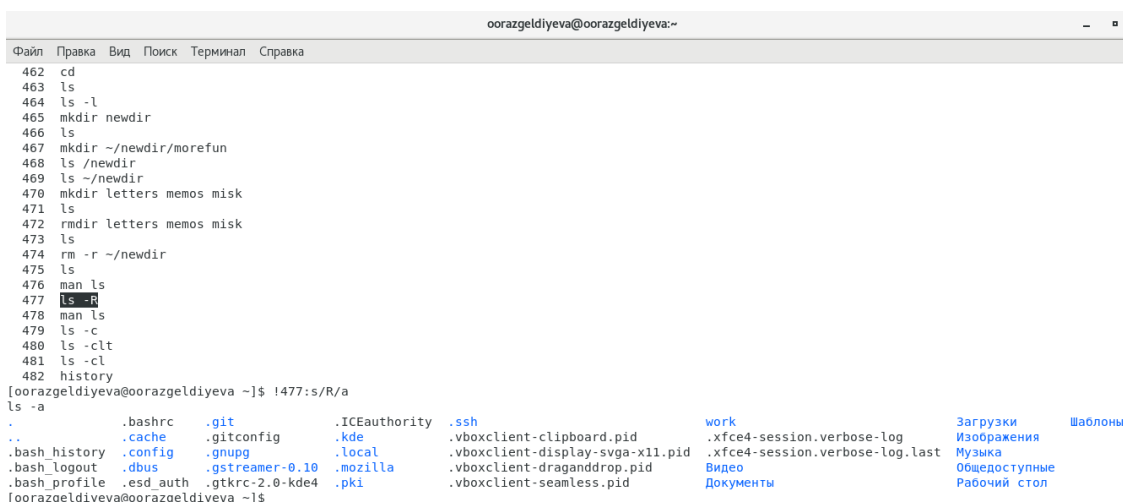 oorazgeldiyeva@oorazgeldiyeva:~
Файл Правка Вид Поиск Терминал Справка
462 cd
463 ls
464 ls -l
465 mkdir newdir
466 ls
467 mkdir ~/newdir/morefun
468 ls /newdir
469 ls ~/newdir
470 mkdir letters memos misk
471 ls
472 rmdir letters memos misk
473 ls
474 rm -r ~/newdir
475 ls
476 man ls
477 ls -R
478 man ls
479 ls -c
480 ls -clt
481 ls -cl
482 history
[oorazgeldiyeva@oorazgeldiyeva ~]$ !477:s/R/a
ls -a
. .bashrc .git .ICEauthority .ssh work Загрузки Шаблоны
.. .cache .gitconfig .kde .vboxclient-clipboard.pid .xfce4-session.verbose-log Изображения
.bash_history .config .gnupg .local .vboxclient-display-svga-x11.pid .xfce4-session.verbose-log.last Музыка
.bash_logout .dbus .gstreamer-0.10 .mozilla .vboxclient-draganddrop.pid Видео Общедоступные
.bash_profile .esd_auth .gtkrc-2.0-kde4 .pki .vboxclient-seamless.pid Документы Рабочий стол
[oorazgeldiyeva@oorazgeldiyeva ~]$